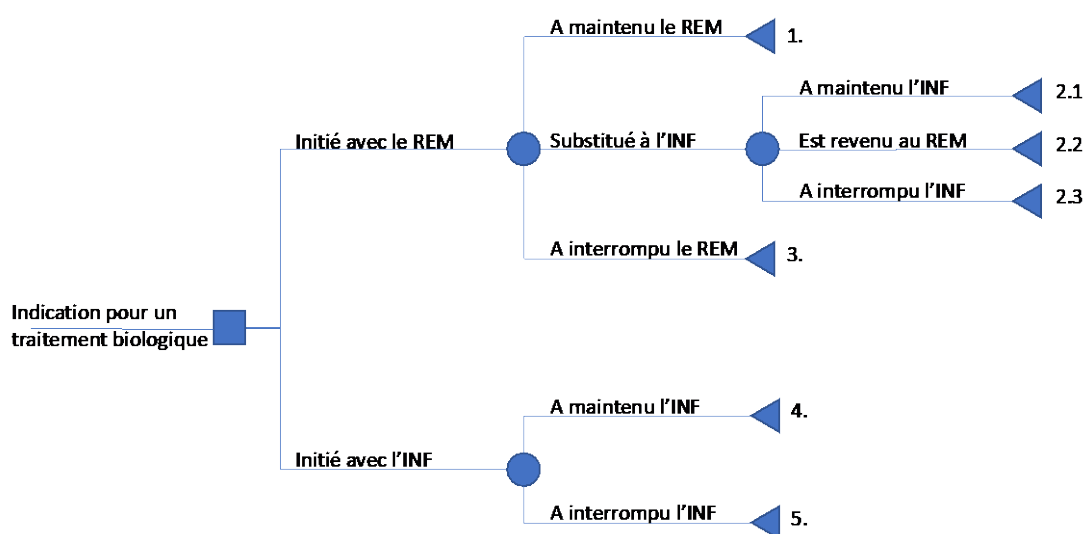 A maintenu le REM
1.
A maintenu l'INF
2.1
Initié avec le REM
Substitué à l'INF
Est revenu au REM
2.2
A interrompu l'INF
2.3
A interrompu le REM
3.
Indication pour un
traitement biologique
A maintenu l'INF
4.
Initié avec l'INF
A interrompu l'INF
5.